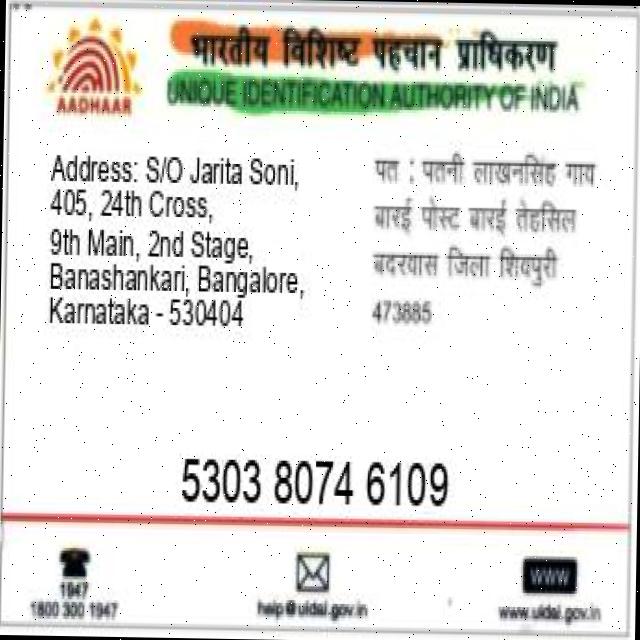 भारतीय विशिष्ट पहचान प्राधिकरण
UNIQUE IDENTIFICATION AUTHORITY OF INDIA
AADHAAR
Address: S/O Jarita Soni,
405, 24th Cross,
9th Main, 2nd Stage,
Banashankari, Bangalore,
Karnataka - 530404
पत : पतनी लाखनसिंह गाय
बारई पोस्ट बारई तेहसिल
बदरवास जिला शिवपुरी
473885
5303 8074 6109
1947
1800 300 1947
help@uidai.gov.in
www
www.uidai.gov.in